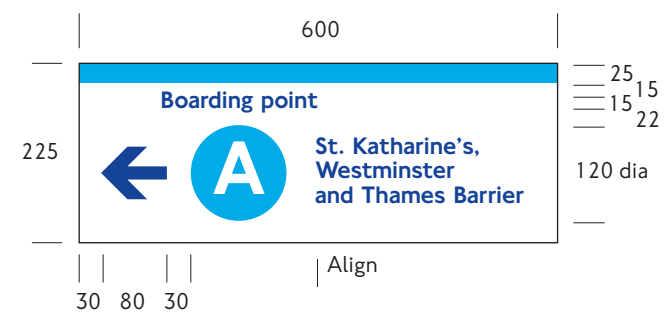 600
25
15
15
22
225
120 dia
Boarding point
A
St. Katharine's,
Westminster
and Thames Barrier
Align
30 80 30